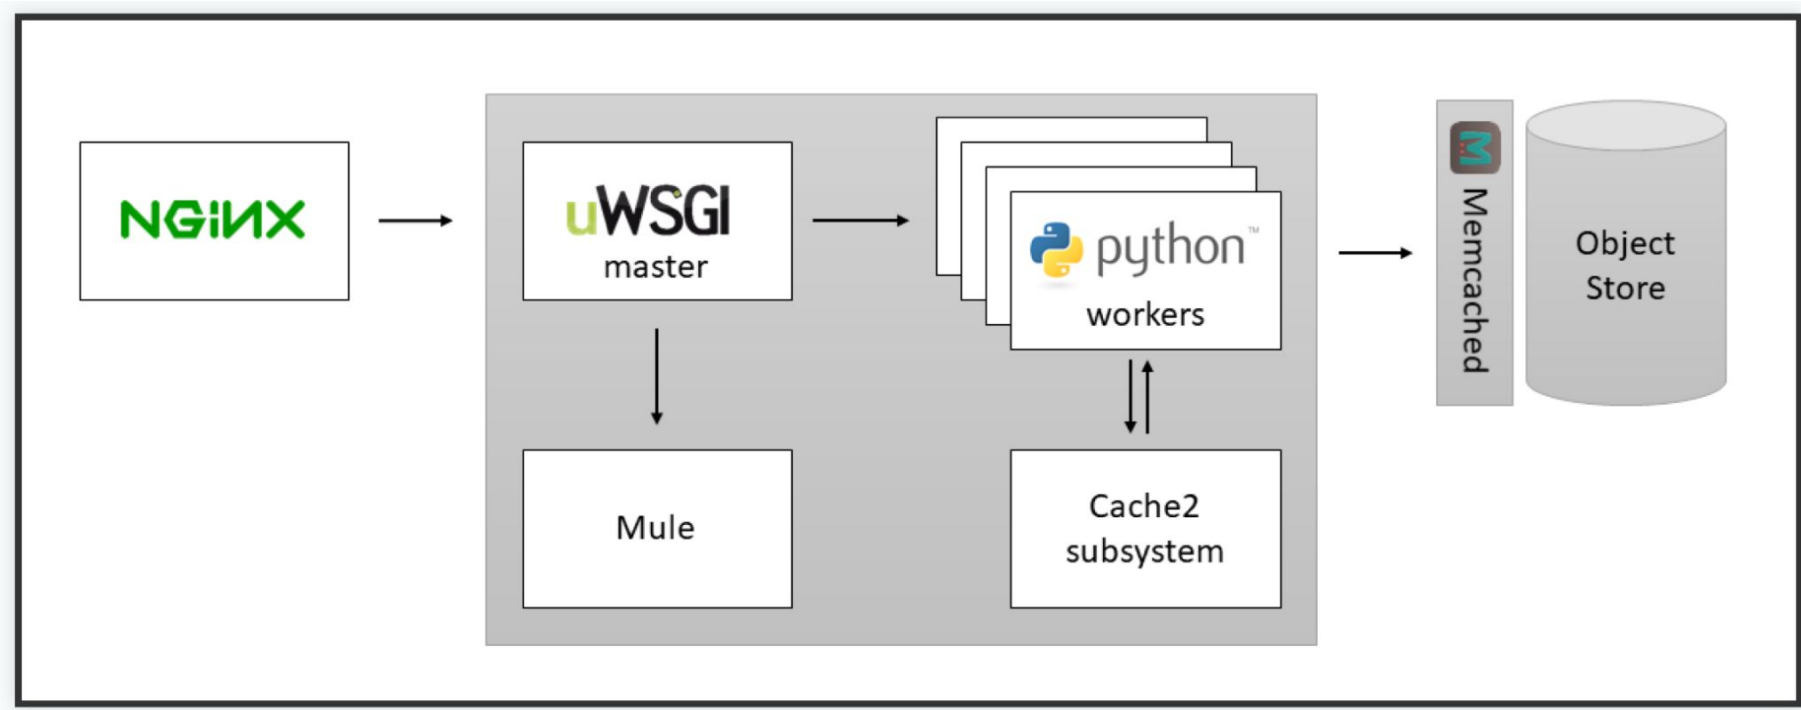 NGiNX
uWSGI
master
python™
workers
Mule
Cache2
subsystem
Memcached
Object
Store